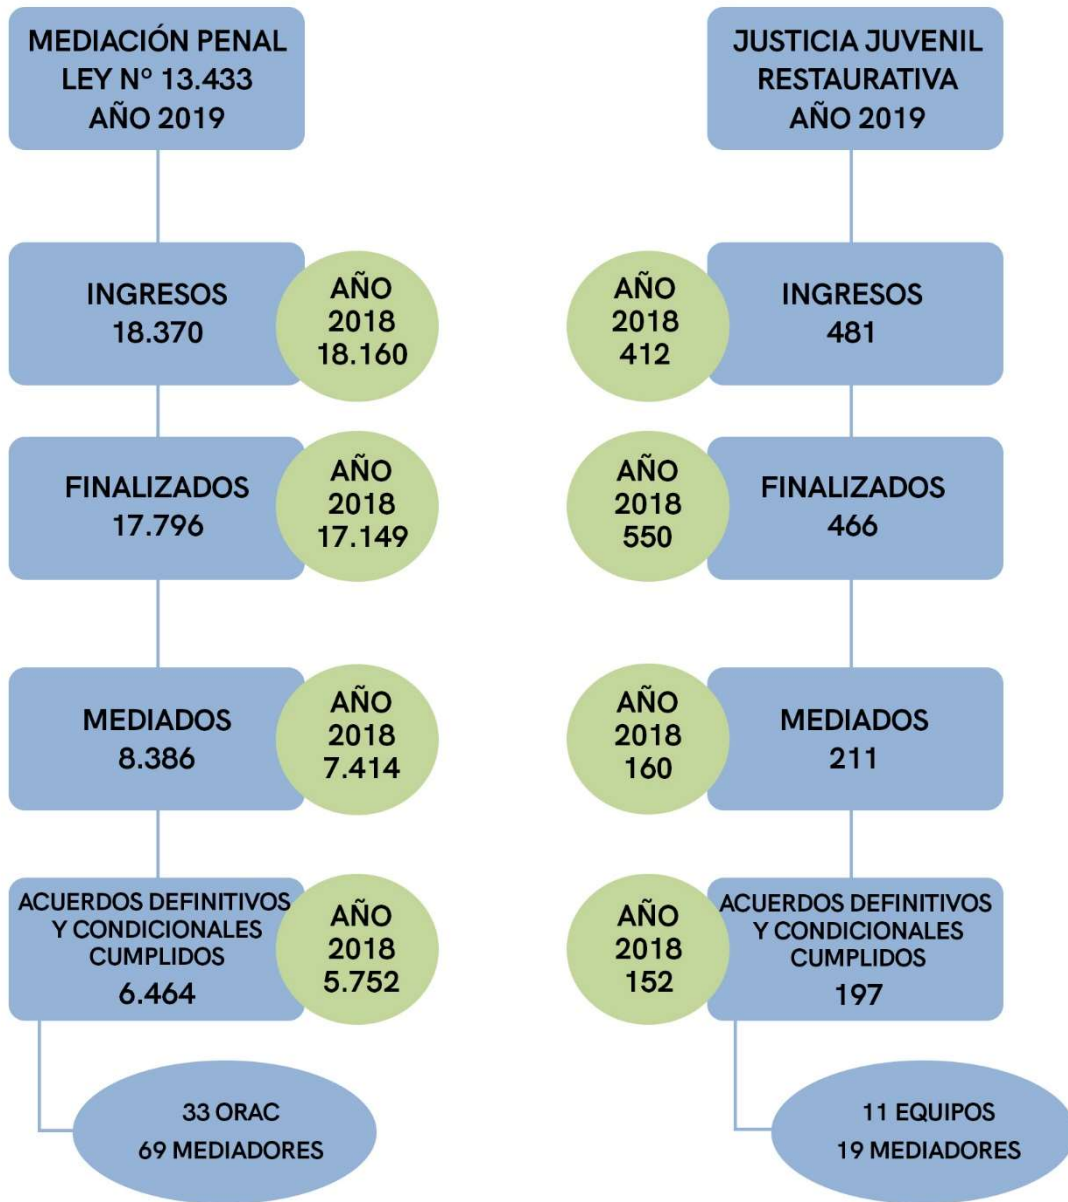 MEDIACIÓN PENAL
LEY Nº 13.433
AÑO 2019
INGRESOS
18.370
AÑO
2018
18.160
FINALIZADOS
17.796
AÑO
2018
17.149
MEDIADOS
8.386
AÑO
2018
7.414
ACUERDOS DEFINITIVOS
Y CONDICIONALES
CUMPLIDOS
6.464
AÑO
2018
5.752
33 ORAC
69 MEDIADORES
JUSTICIA JUVENIL
RESTAURATIVA
AÑO 2019
AÑO
2018
412
INGRESOS
481
AÑO
2018
550
FINALIZADOS
466
AÑO
2018
160
MEDIADOS
211
AÑO
2018
152
ACUERDOS DEFINITIVOS
Y CONDICIONALES
CUMPLIDOS
197
11 EQUIPOS
19 MEDIADORES